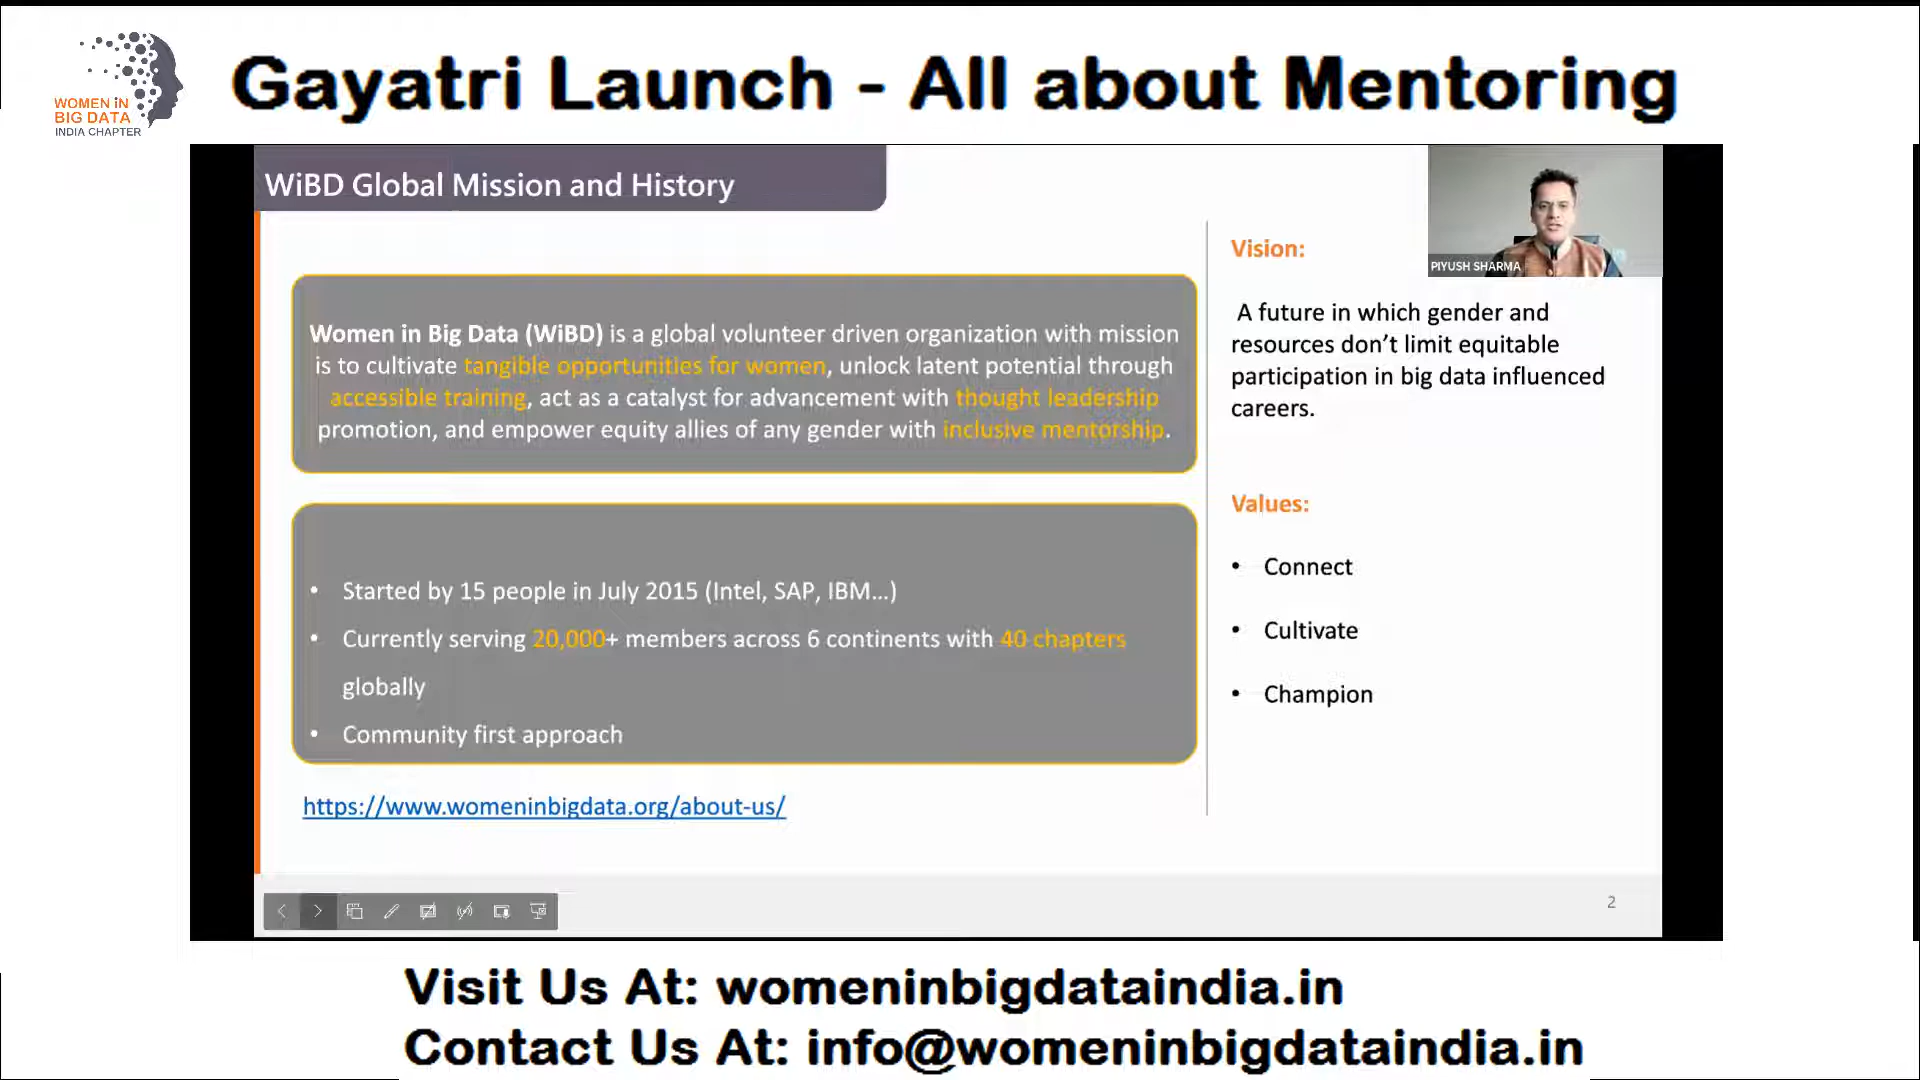 WOMEN iN
BIG DATA
INDIA CHAPTER
Gayatri Launch - All about Mentoring
WiBD Global Mission and History
Women in Big Data (WiBD) is a global volunteer driven organization with mission
is to cultivate tangible opportunities for women, unlock latent potential through
accessible training, act as a catalyst for advancement with thought leadership
promotion, and empower equity allies of any gender with inclusive mentorship.
• Started by 15 people in July 2015 (Intel, SAP, IBM...)
• Currently serving 20,000+ members across 6 continents with 40 chapters
globally
• Community first approach
https://www.womeninbigdata.org/about-us/
Vision:
A future in which gender and
resources don’t limit equitable
participation in big data influenced
careers.
Values:
• Connect
• Cultivate
• Champion
PIYUSH SHARMA
2
Visit Us At: womeninbigdataindia.in
Contact Us At: info@womeninbigdataindia.in